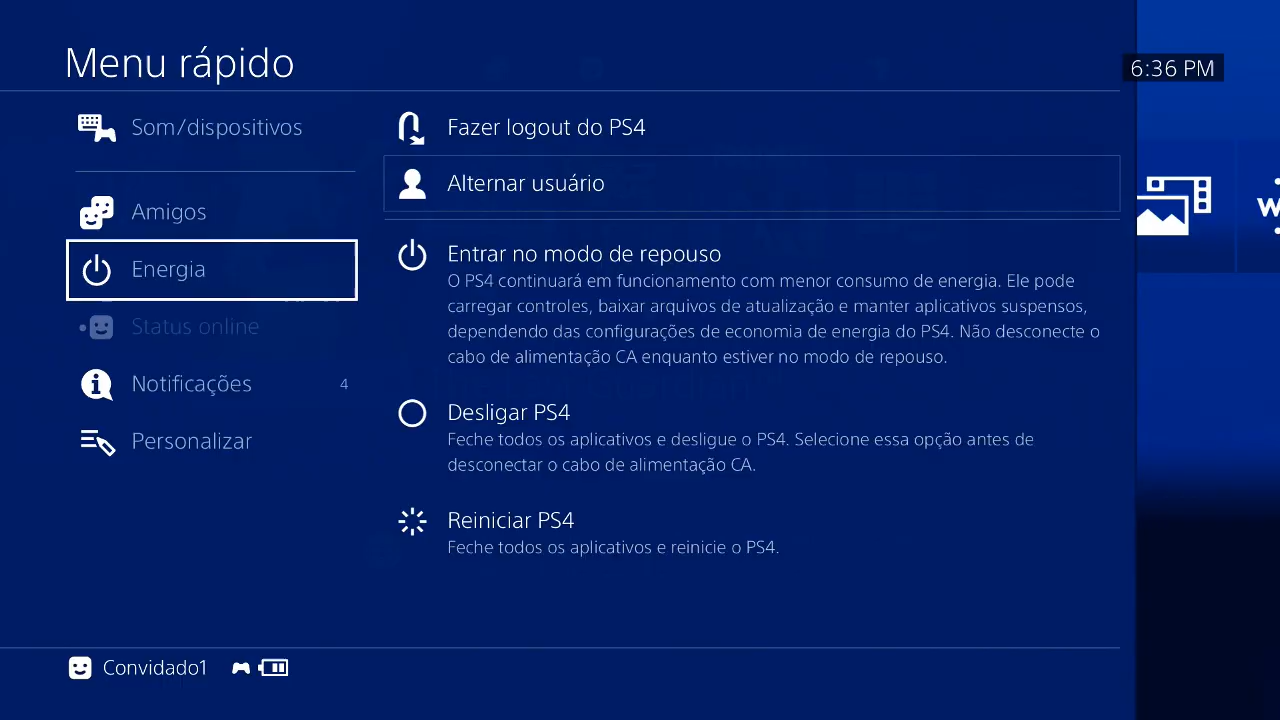 Menu rápido
6:36 PM
Som/dispositivos
Amigos
Energia
Status online
Notificações 4
Personalizar
Fazer logout do PS4
Alternar usuário
Entrar no modo de repouso
O PS4 continuará em funcionamento com menor consumo de energia. Ele pode
carregar controles, baixar arquivos de atualização e manter aplicativos suspensos,
dependendo das configurações de economia de energia do PS4. Não desconecte o
cabo de alimentação CA enquanto estiver no modo de repouso.
Desligar PS4
Feche todos os aplicativos e desligue o PS4. Selecione essa opção antes de
desconectar o cabo de alimentação CA.
Reiniciar PS4
Feche todos os aplicativos e reinicie o PS4.
Convidado1